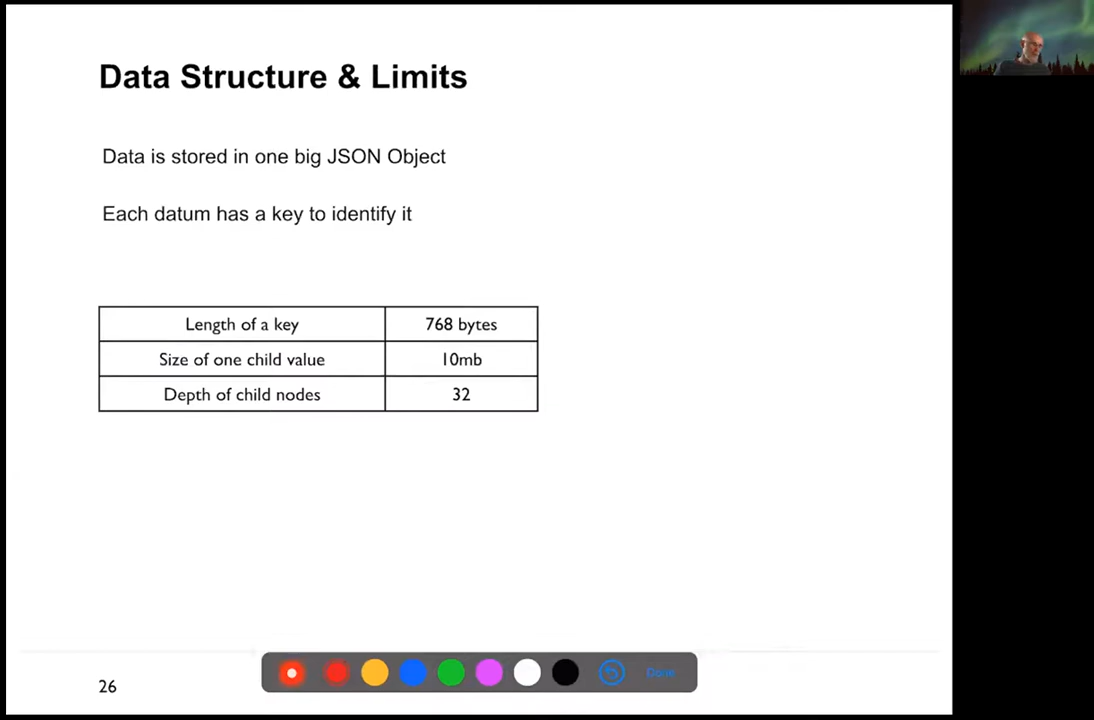 Data Structure & Limits
Data is stored in one big JSON Object
Each datum has a key to identify it
Length of a key 768 bytes
Size of one child value 10mb
Depth of child nodes 32
26
Done